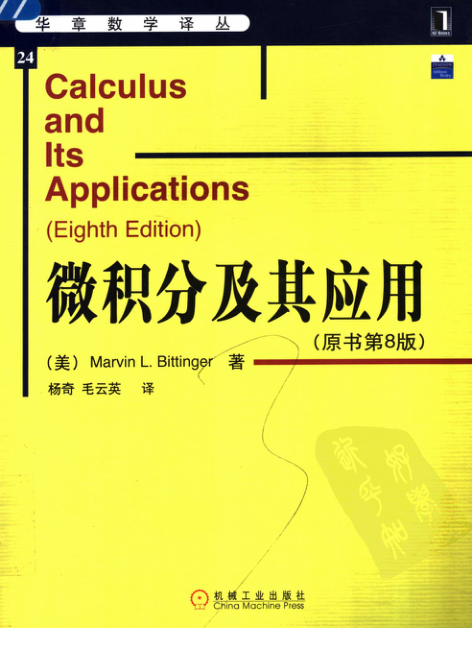 华章数学译丛
24
Calculus
and
Its
Applications
(Eighth Edition)
微积分及其应用
(原书第8版)
(美) Marvin L. Bittinger 著
杨奇 毛云英 译
机械工业出版社
China Machine Press